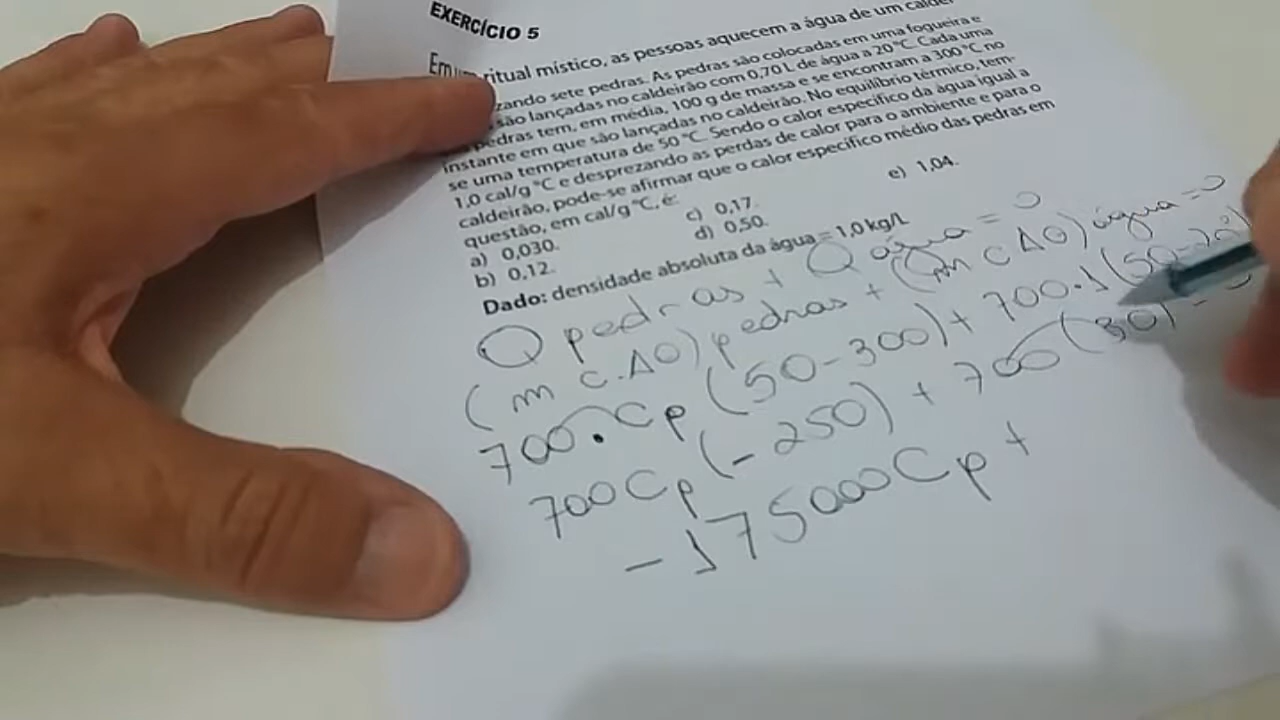 EXERCÍCIO 5
Em um ritual místico, as pessoas aquecem a água de um caldei
zando sete pedras. As pedras são colocadas em uma fogueira e
são lançadas no caldeirão com 0,70 L de água a 20 °C. Cada uma
pedras tem, em média, 100 g de massa e se encontram a 300 °C no
instante em que são lançadas no caldeirão. No equilíbrio térmico, tem-
se uma temperatura de 50 °C. Sendo o calor específico da água igual a
1,0 cal/g °C e desprezando as perdas de calor para o ambiente e para o
caldeirão, pode-se afirmar que o calor específico médio das pedras em
questão, em cal/g °C, é:
a) 0,030.
b) 0,12.
c) 0,17.
d) 0,50.
e) 1,04.
Dado: densidade absoluta da água = 1,0 kg/L
Q pedras + Q água = 0
(m c.Δθ) pedras + (m c Δθ) água = 0
700 . Cp (50-300) + 700.1 (50-20)
700 Cp (-250) + 700 (30) =
-175000 Cp +